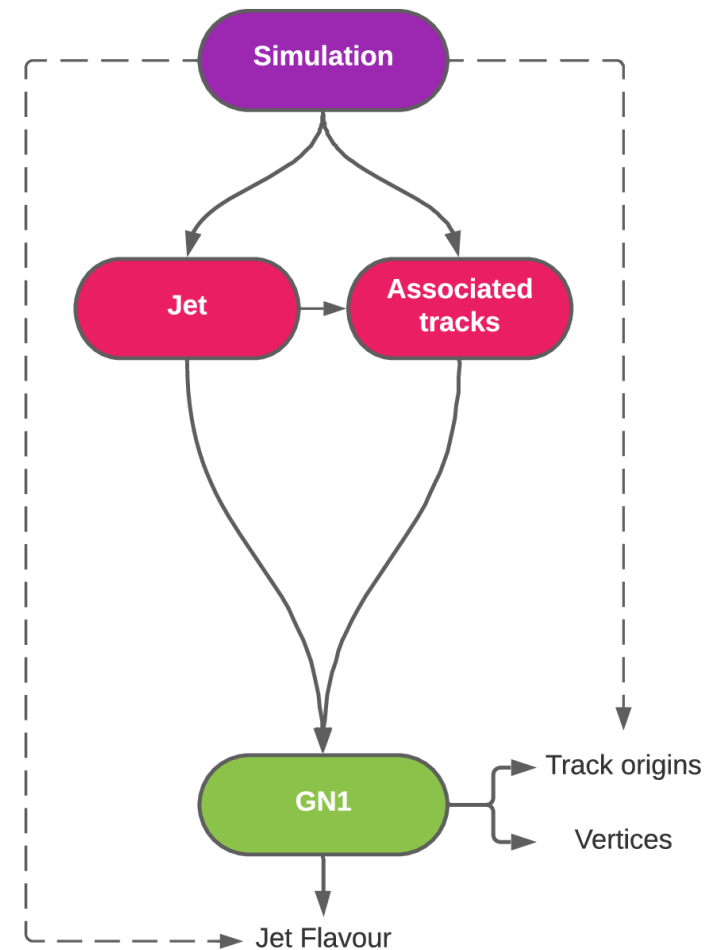 Simulation
Jet
Associated
tracks
GN1
Track origins
Vertices
Jet Flavour